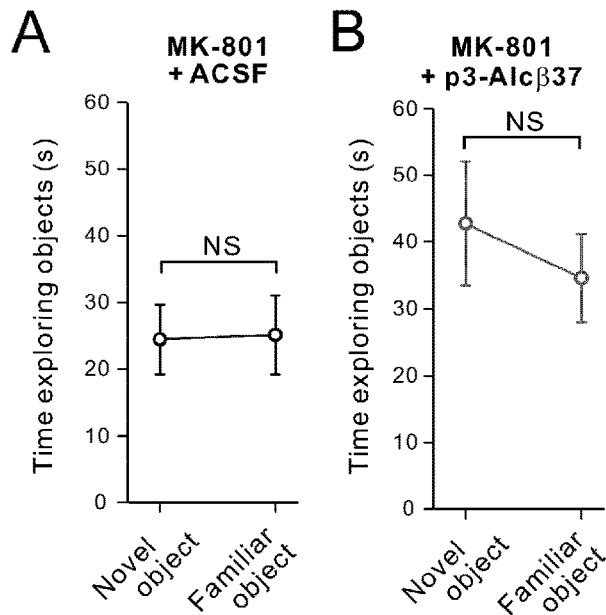 A
MK-801
+ ACSF
Time exploring objects (s)
60
50
40
30
20
10
0
NS
Novel
object
Familiar
object
B
MK-801
+ p3-Alcβ37
Time exploring objects (s)
60
50
40
30
20
10
0
NS
Novel
object
Familiar
object